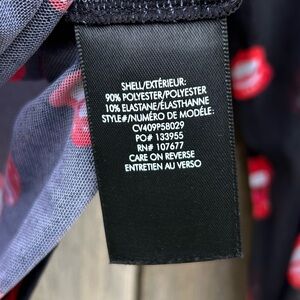 SHELL/EXTÉRIEUR:
90% POLYESTER/POLYESTER
10% ELASTANE/ÉLASTHANNE
STYLE#/NUMÉRO DE MODÈLE:
CV409P5B029
PO# 133955
RN# 107677
CARE ON REVERSE
ENTRETIEN AU VERSO